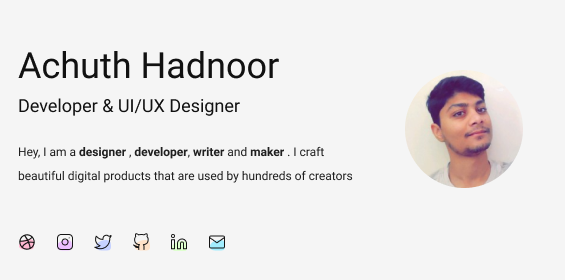 Achuth Hadnoor
Developer & UI/UX Designer
Hey, I am a designer , developer, writer and maker . I craft
beautiful digital products that are used by hundreds of creators